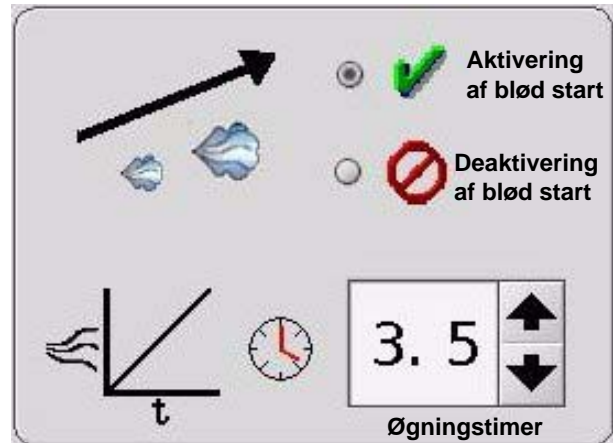 Aktivering
af blød start
Deaktivering
af blød start
t
3. 5
Øgningstimer